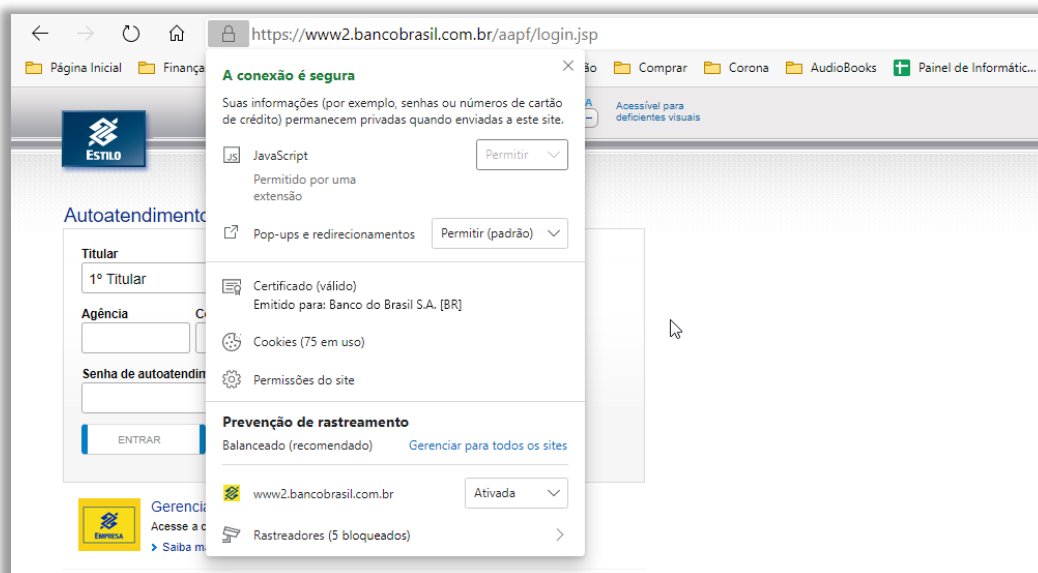 https://www2.bancobrasil.com.br/aapf/login.jsp
Página Inicial
Comprar Corona AudioBooks Painel de Informátic...
A conexão é segura
Suas informações (por exemplo, senhas ou números de cartão
de crédito) permanecem privadas quando enviadas a este site.
JS JavaScript Permitir
Permitido por uma
extensão
Pop-ups e redirecionamentos Permitir (padrão)
Certificado (válido)
Emitido para: Banco do Brasil S.A. [BR]
Cookies (75 em uso)
Permissões do site
Prevenção de rastreamento
Balanceado (recomendado) Gerenciar para todos os sites
www2.bancobrasil.com.br Ativada
Rastreadores (5 bloqueados)
A
Acessível para
deficientes visuais
ESTILO
Autoatendimento
Titular
1º Titular
Agência
Senha de
ENTRAR
EMPRESA
Acesse a
Saiba